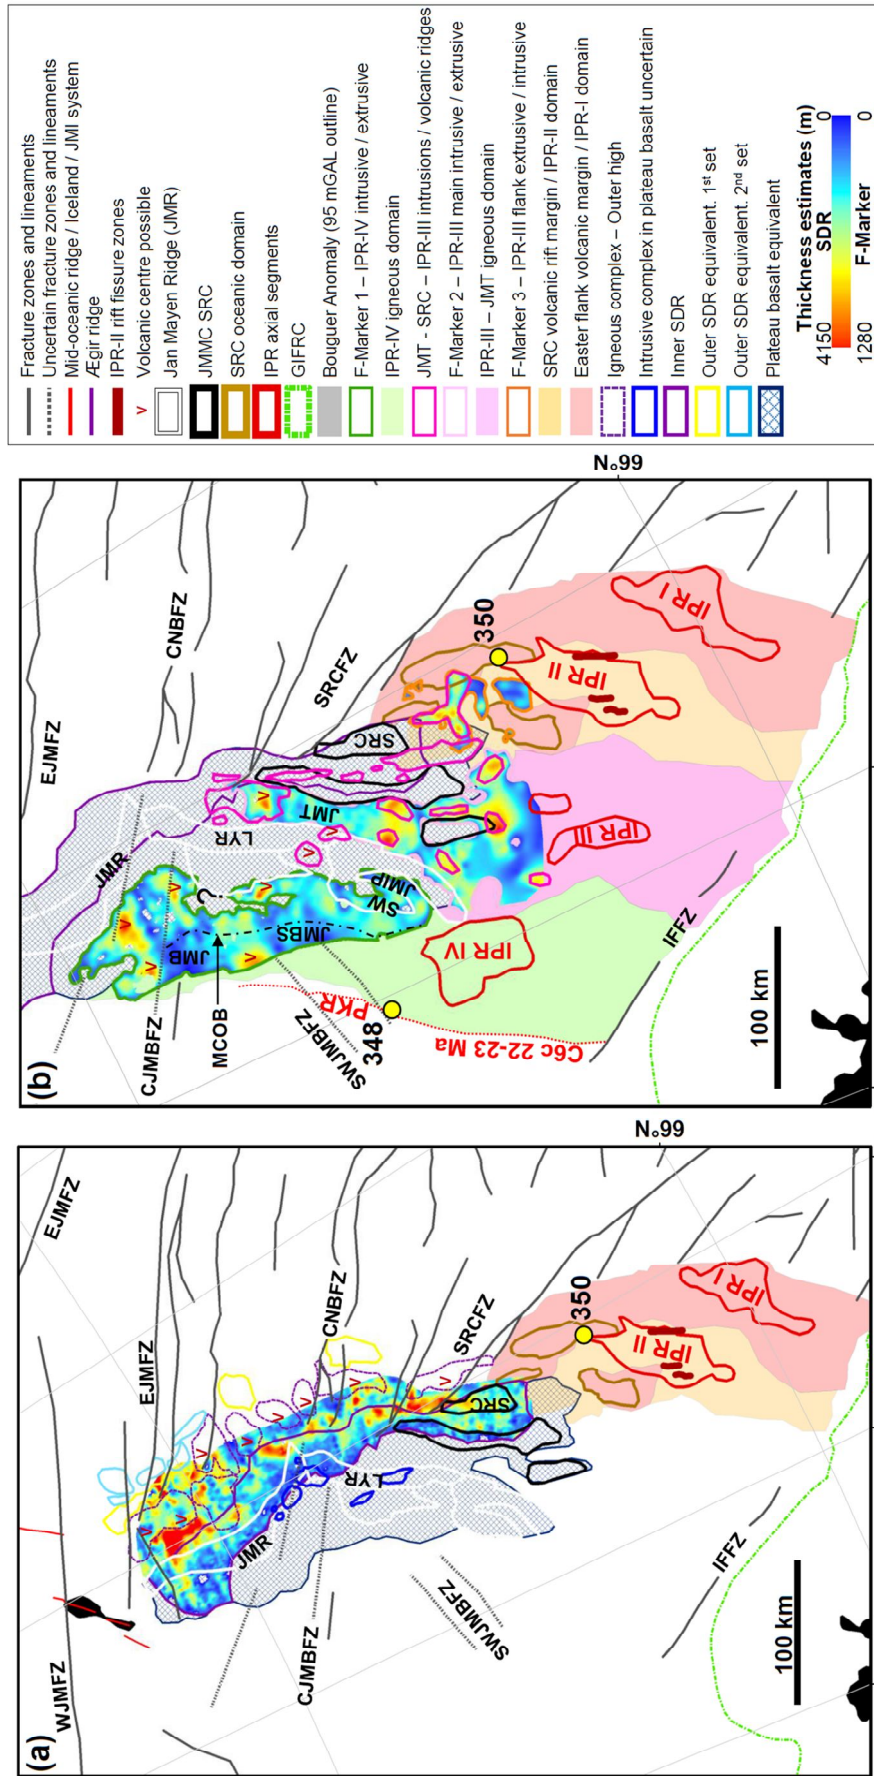 (a)
WJMFZ
EJMFZ
EJMFZ
CNBFZ
SRCFZ
JMR
LYR
SRC
CJMBFZ
SWJMBFZ
350
IPR II
IPR I
IFFZ
100 km
66°N
(b)
EJMFZ
CNBFZ
SRCFZ
JMR
LYR
JMT
SRC
CJMBFZ
C
JMB
JMBS
MCOB
SW
JMIP
SWJMBFZ
PKR
348
C6c 22-23 Ma
350
IPR IV
IPR III
IPR II
IPR I
IFFZ
100 km
66°N
Fracture zones and lineaments
Uncertain fracture zones and lineaments
Mid-oceanic ridge / Iceland / JMI system
Ægir ridge
IPR-II rift fissure zones
v Volcanic centre possible
Jan Mayen Ridge (JMR)
JMMC SRC
SRC oceanic domain
IPR axial segments
GIFRC
Bouguer Anomaly (95 mGAL outline)
F-Marker 1 – IPR-IV intrusive / extrusive
IPR-IV igneous domain
JMT - SRC – IPR-III intrusions / volcanic ridges
F-Marker 2 – IPR-III main intrusive / extrusive
IPR-III – JMT igneous domain
F-Marker 3 – IPR-III flank extrusive / intrusive
SRC volcanic rift margin / IPR-II domain
Easter flank volcanic margin / IPR-I domain
Igneous complex – Outer high
Intrusive complex in plateau basalt uncertain
Inner SDR
Outer SDR equivalent. 1st set
Outer SDR equivalent. 2nd set
Plateau basalt equivalent
Thickness estimates (m)
4150 SDR 0
1280 F-Marker 0